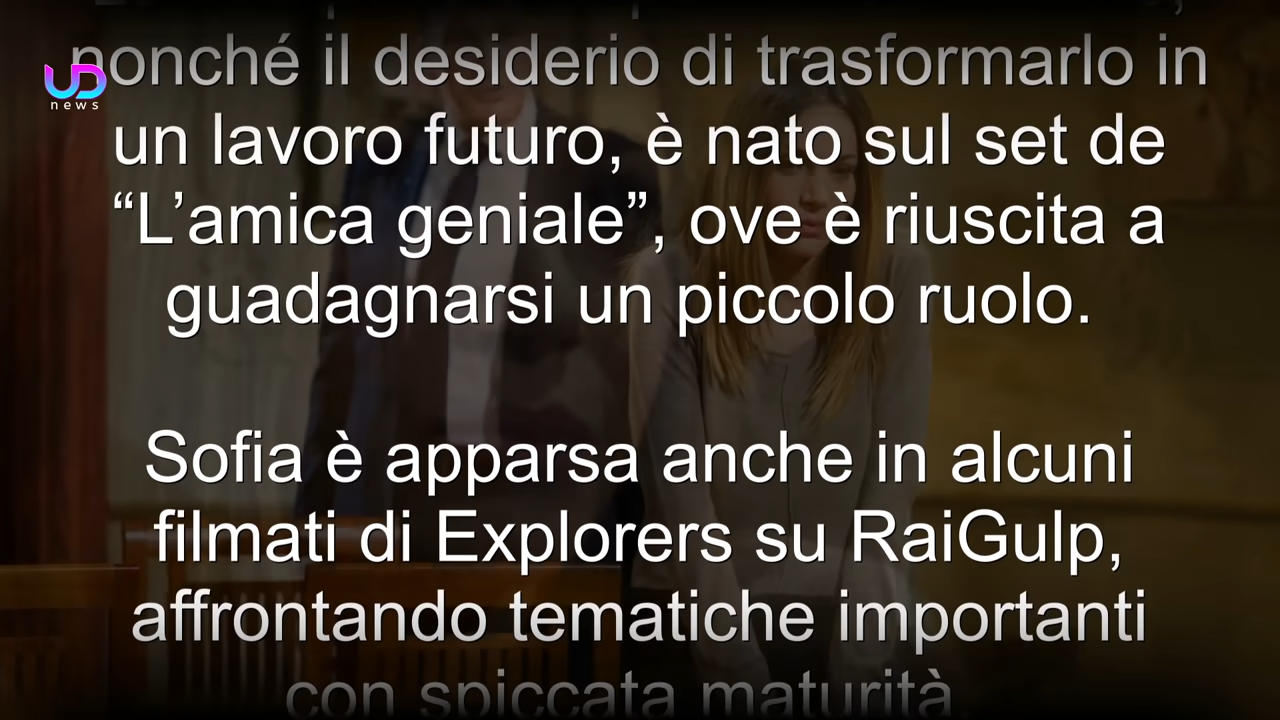 UD
news
nonché il desiderio di trasformarlo in
un lavoro futuro, è nato sul set de
“L’amica geniale”, ove è riuscita a
guadagnarsi un piccolo ruolo.
Sofia è apparsa anche in alcuni
filmati di Explorers su RaiGulp,
affrontando tematiche importanti
con spiccata maturità